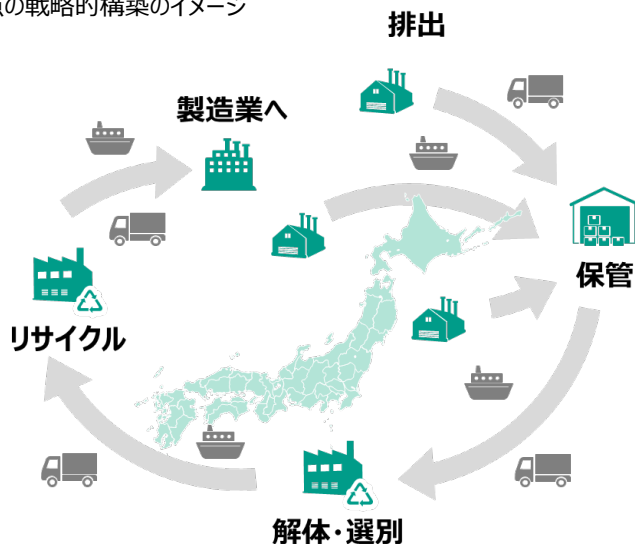 の戦略的構築のイメージ
排出
製造業へ
保管
リサイクル
解体・選別